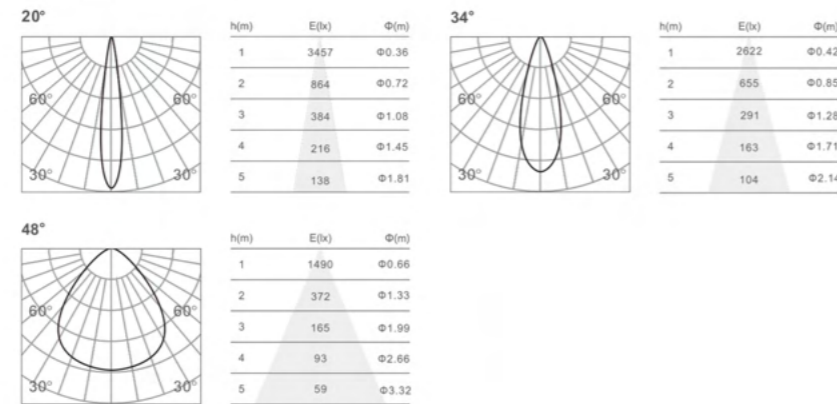 20°
h(m) E(lx) Φ(m)
1 3457 Φ0.36
2 864 Φ0.72
3 384 Φ1.08
4 216 Φ1.45
5 138 Φ1.81
60° 60°
30° 30°
34°
h(m) E(lx) Φ(m)
1 2622 Φ0.42
2 655 Φ0.85
3 291 Φ1.28
4 163 Φ1.71
5 104 Φ2.14
60° 60°
30° 30°
48°
h(m) E(lx) Φ(m)
1 1490 Φ0.66
2 372 Φ1.33
3 165 Φ1.99
4 93 Φ2.66
5 59 Φ3.32
60° 60°
30° 30°